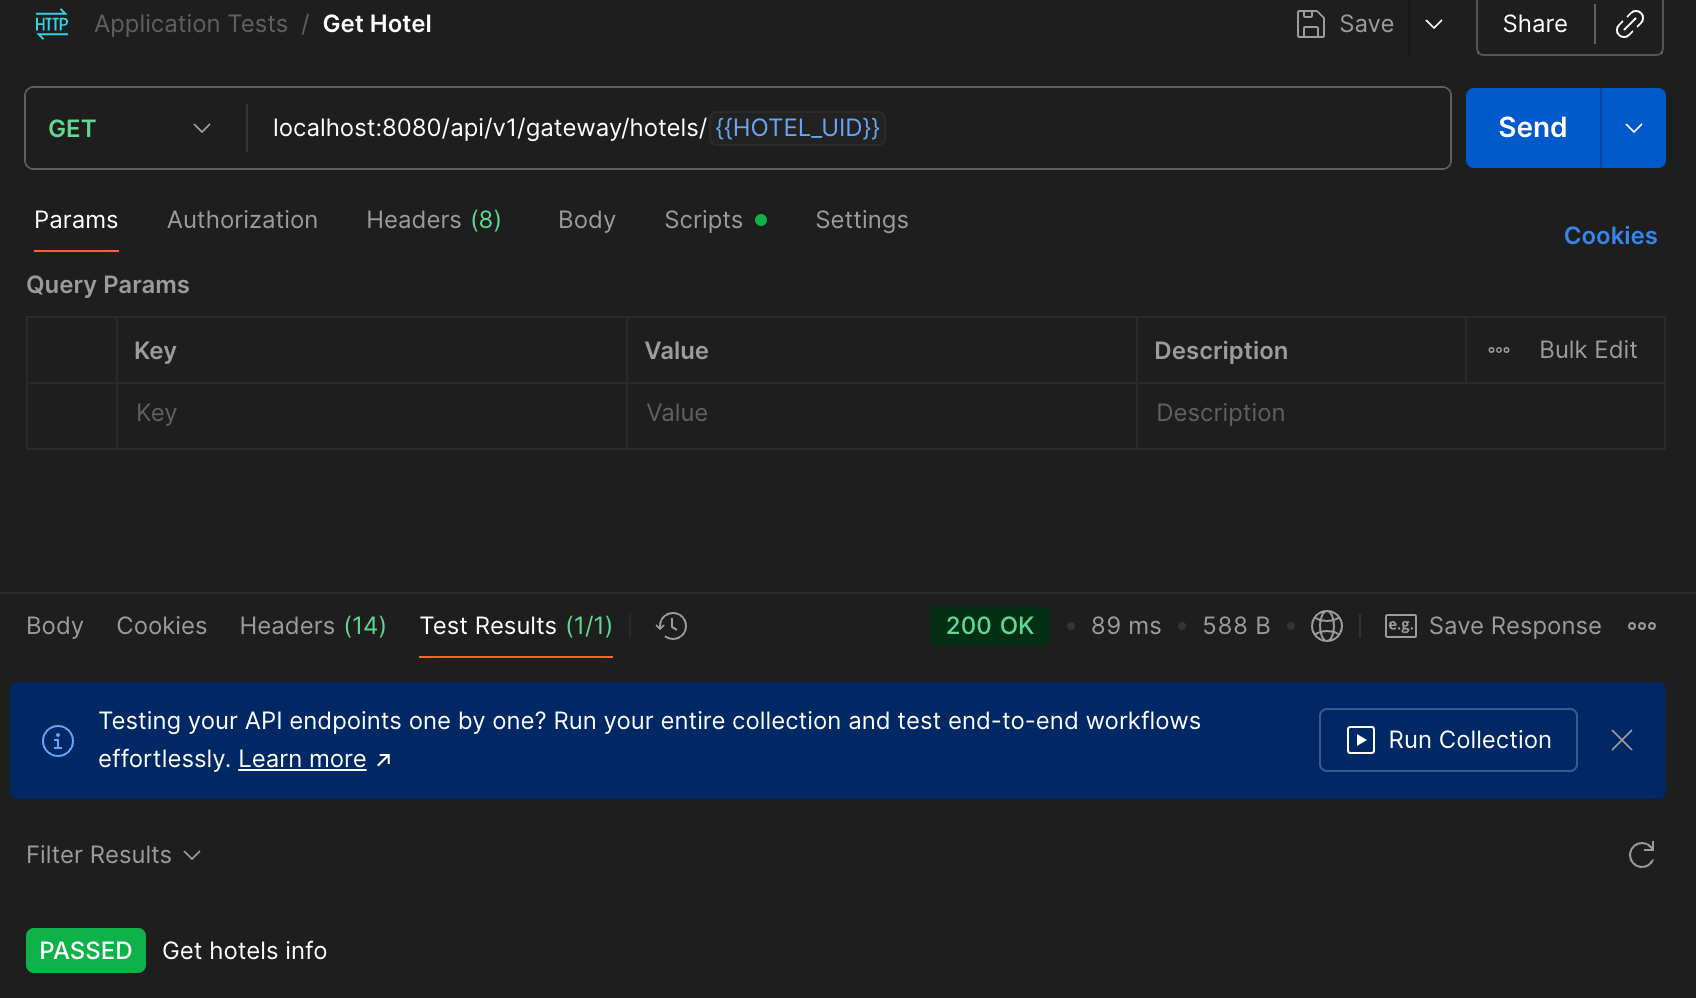 HTTP Application Tests / Get Hotel Save Share
GET localhost:8080/api/v1/gateway/hotels/{{HOTEL_UID}} Send
Params Authorization Headers (8) Body Scripts Settings Cookies
Query Params
Key Value Description Bulk Edit
Key Value Description
Body Cookies Headers (14) Test Results (1/1) 200 OK • 89 ms • 588 B • e.g. Save Response
Testing your API endpoints one by one? Run your entire collection and test end-to-end workflows
effortlessly. Learn more ↗ Run Collection
Filter Results
PASSED Get hotels info